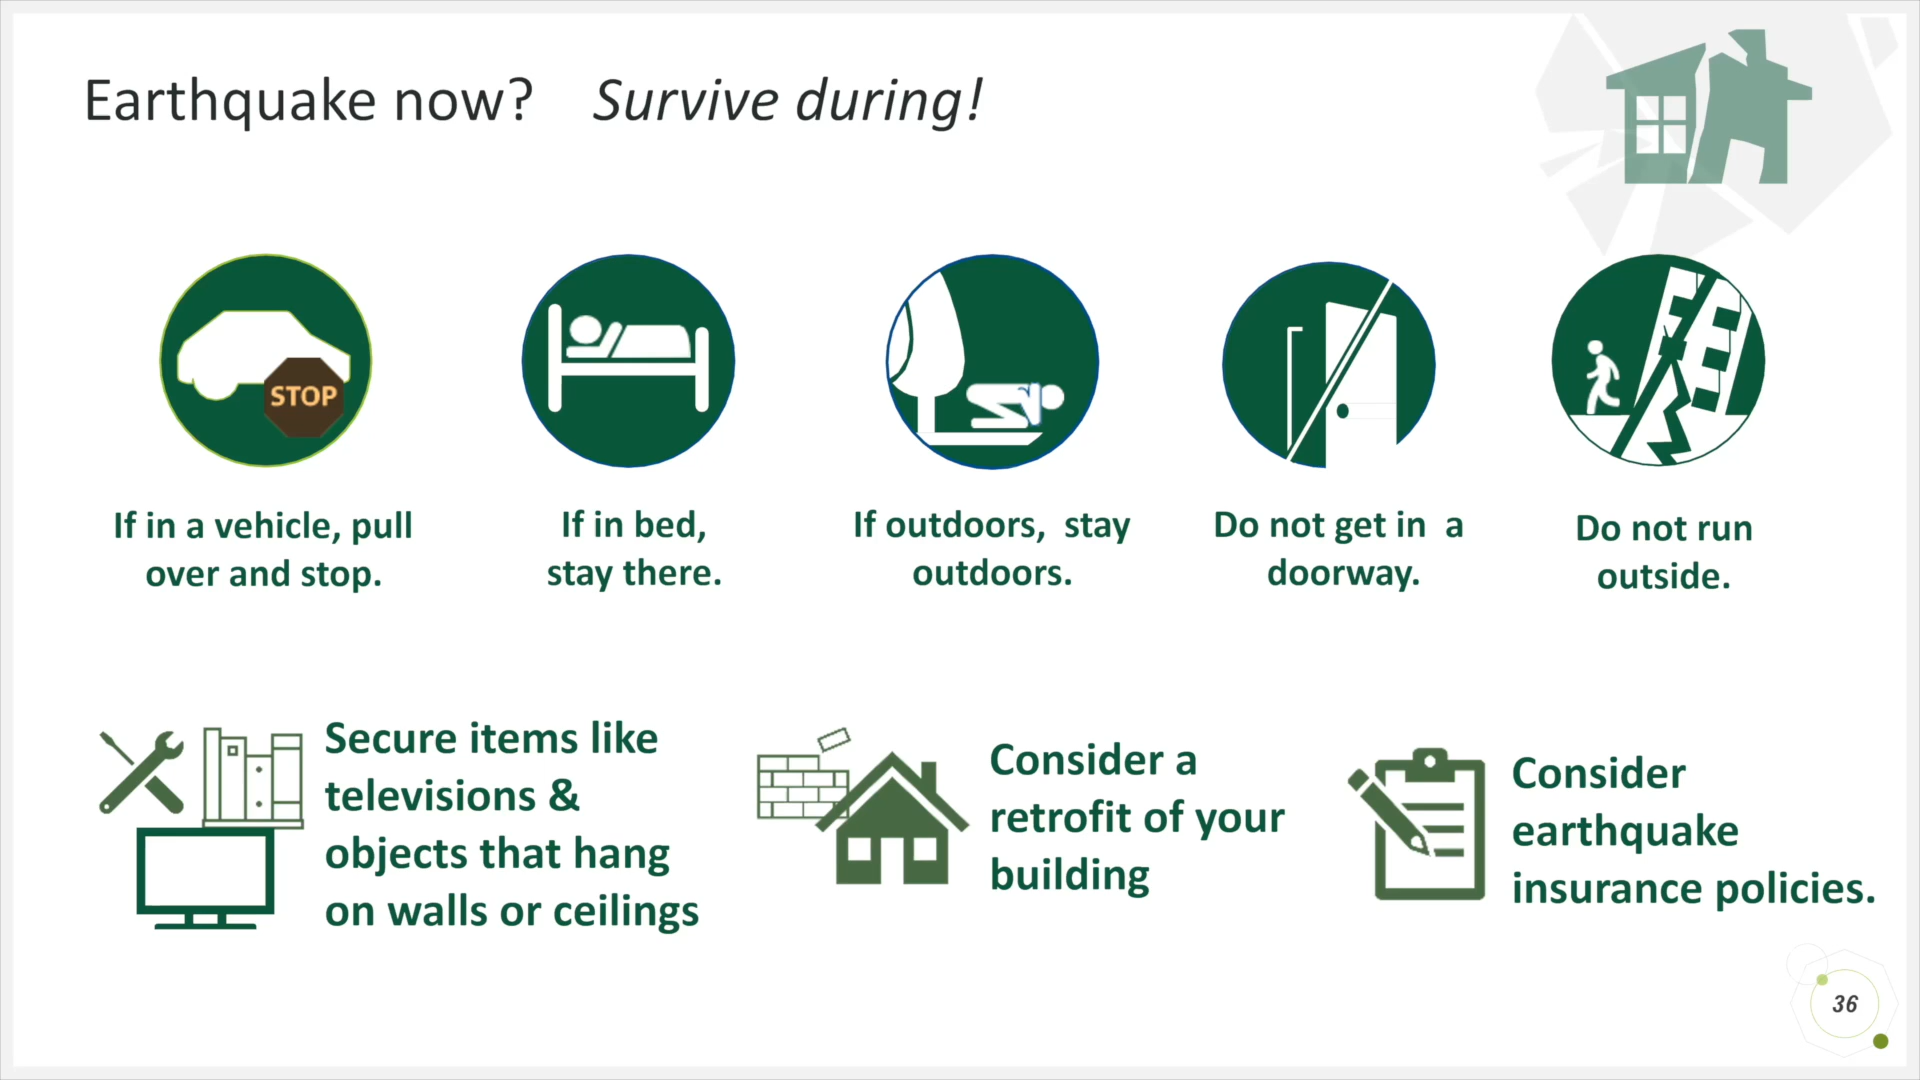 Earthquake now? Survive during!
STOP
If in a vehicle, pull
over and stop.
If in bed,
stay there.
If outdoors, stay
outdoors.
Do not get in a
doorway.
Do not run
outside.
Secure items like
televisions &
objects that hang
on walls or ceilings
Consider a
retrofit of your
building
Consider
earthquake
insurance policies.
36